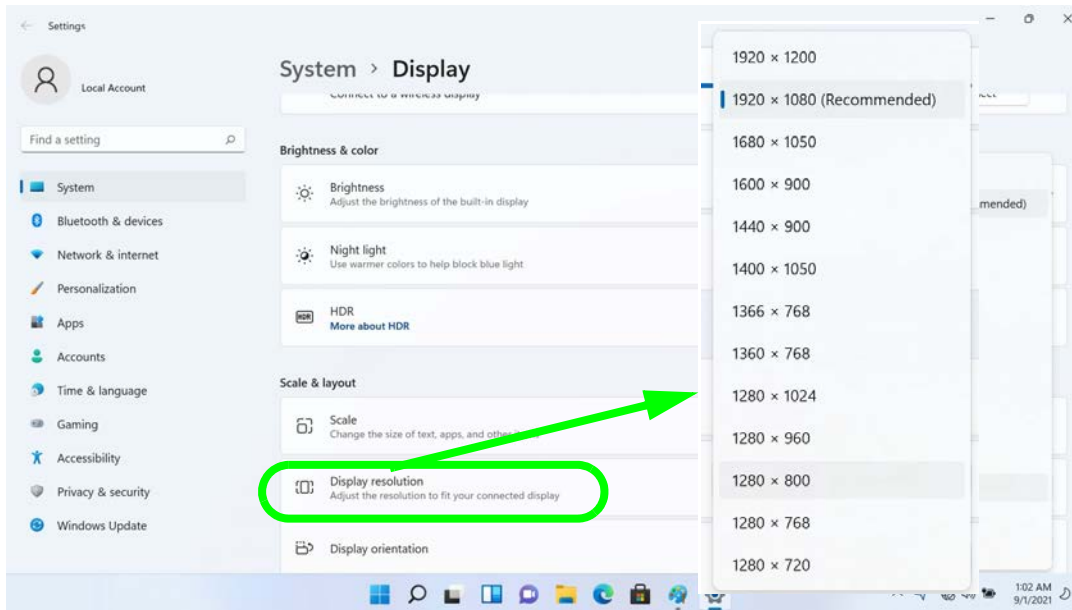 Settings
Local Account
Find a setting
System
Bluetooth & devices
Network & internet
Personalization
Apps
Accounts
Time & language
Gaming
Accessibility
Privacy & security
Windows Update
System > Display
Connect to a wireless display
Brightness & color
Brightness
Adjust the brightness of the built-in display
Night light
Use warmer colors to help block blue light
HDR
HDR
More about HDR
Scale & layout
Scale
Change the size of text, apps, and other
Display resolution
Adjust the resolution to fit your connected display
Display orientation
1920 × 1200
1920 × 1080 (Recommended)
1680 × 1050
1600 × 900
1440 × 900
1400 × 1050
1366 × 768
1360 × 768
1280 × 1024
1280 × 960
1280 × 800
1280 × 768
1280 × 720
mended)
1:02 AM
9/1/2021